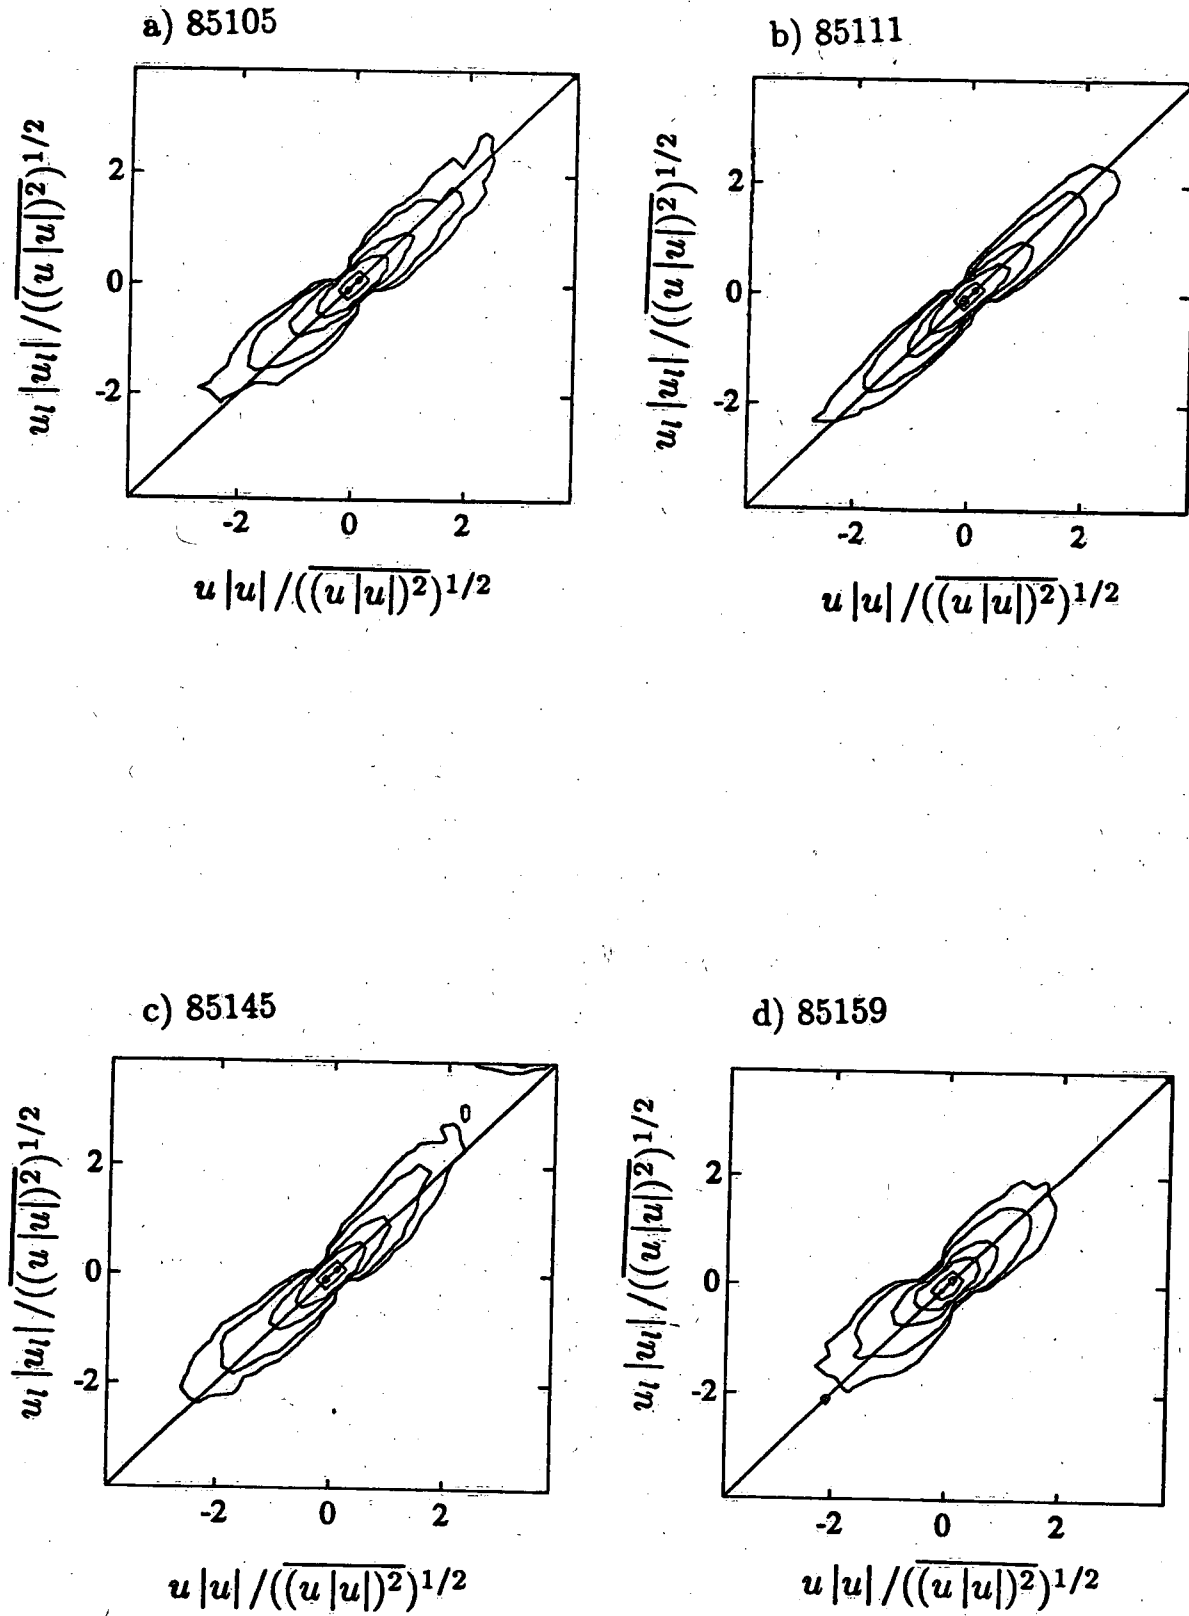 a) 85105
u_l |u_l| / ((\overline{(u |u|)^2})^{1/2}
2
0
-2
-2 0 2
u |u| / ((\overline{(u |u|)^2})^{1/2}
b) 85111
u_l |u_l| / ((\overline{(u |u|)^2})^{1/2}
2
0
-2
-2 0 2
u |u| / ((\overline{(u |u|)^2})^{1/2}
c) 85145
u_l |u_l| / ((\overline{(u |u|)^2})^{1/2}
2
0
-2
-2 0 2
u |u| / ((\overline{(u |u|)^2})^{1/2}
d) 85159
u_l |u_l| / ((\overline{(u |u|)^2})^{1/2}
2
0
-2
-2 0 2
u |u| / ((\overline{(u |u|)^2})^{1/2}